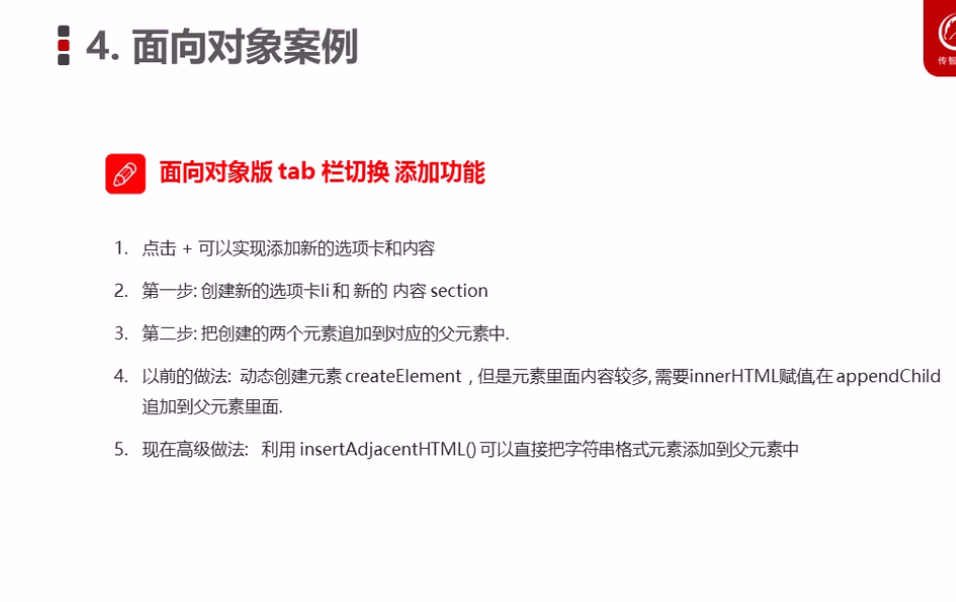 4. 面向对象案例
传智
面向对象版 tab 栏切换 添加功能
1. 点击 + 可以实现添加新的选项卡和内容
2. 第一步: 创建新的选项卡li 和 新的 内容 section
3. 第二步: 把创建的两个元素追加到对应的父元素中.
4. 以前的做法: 动态创建元素 createElement , 但是元素里面内容较多, 需要innerHTML赋值,在 appendChild
追加到父元素里面.
5. 现在高级做法: 利用 insertAdjacentHTML() 可以直接把字符串格式元素添加到父元素中